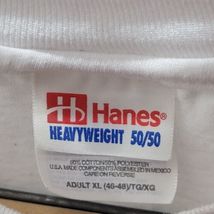 Hanes®
HEAVYWEIGHT 50/50
50% COTTON 50% POLYESTER
U.S.A. MADE COMPONENTS ASSEMBLED IN MEXICO
CARE ON REVERSE
ADULT XL (46-48)/TG/XG